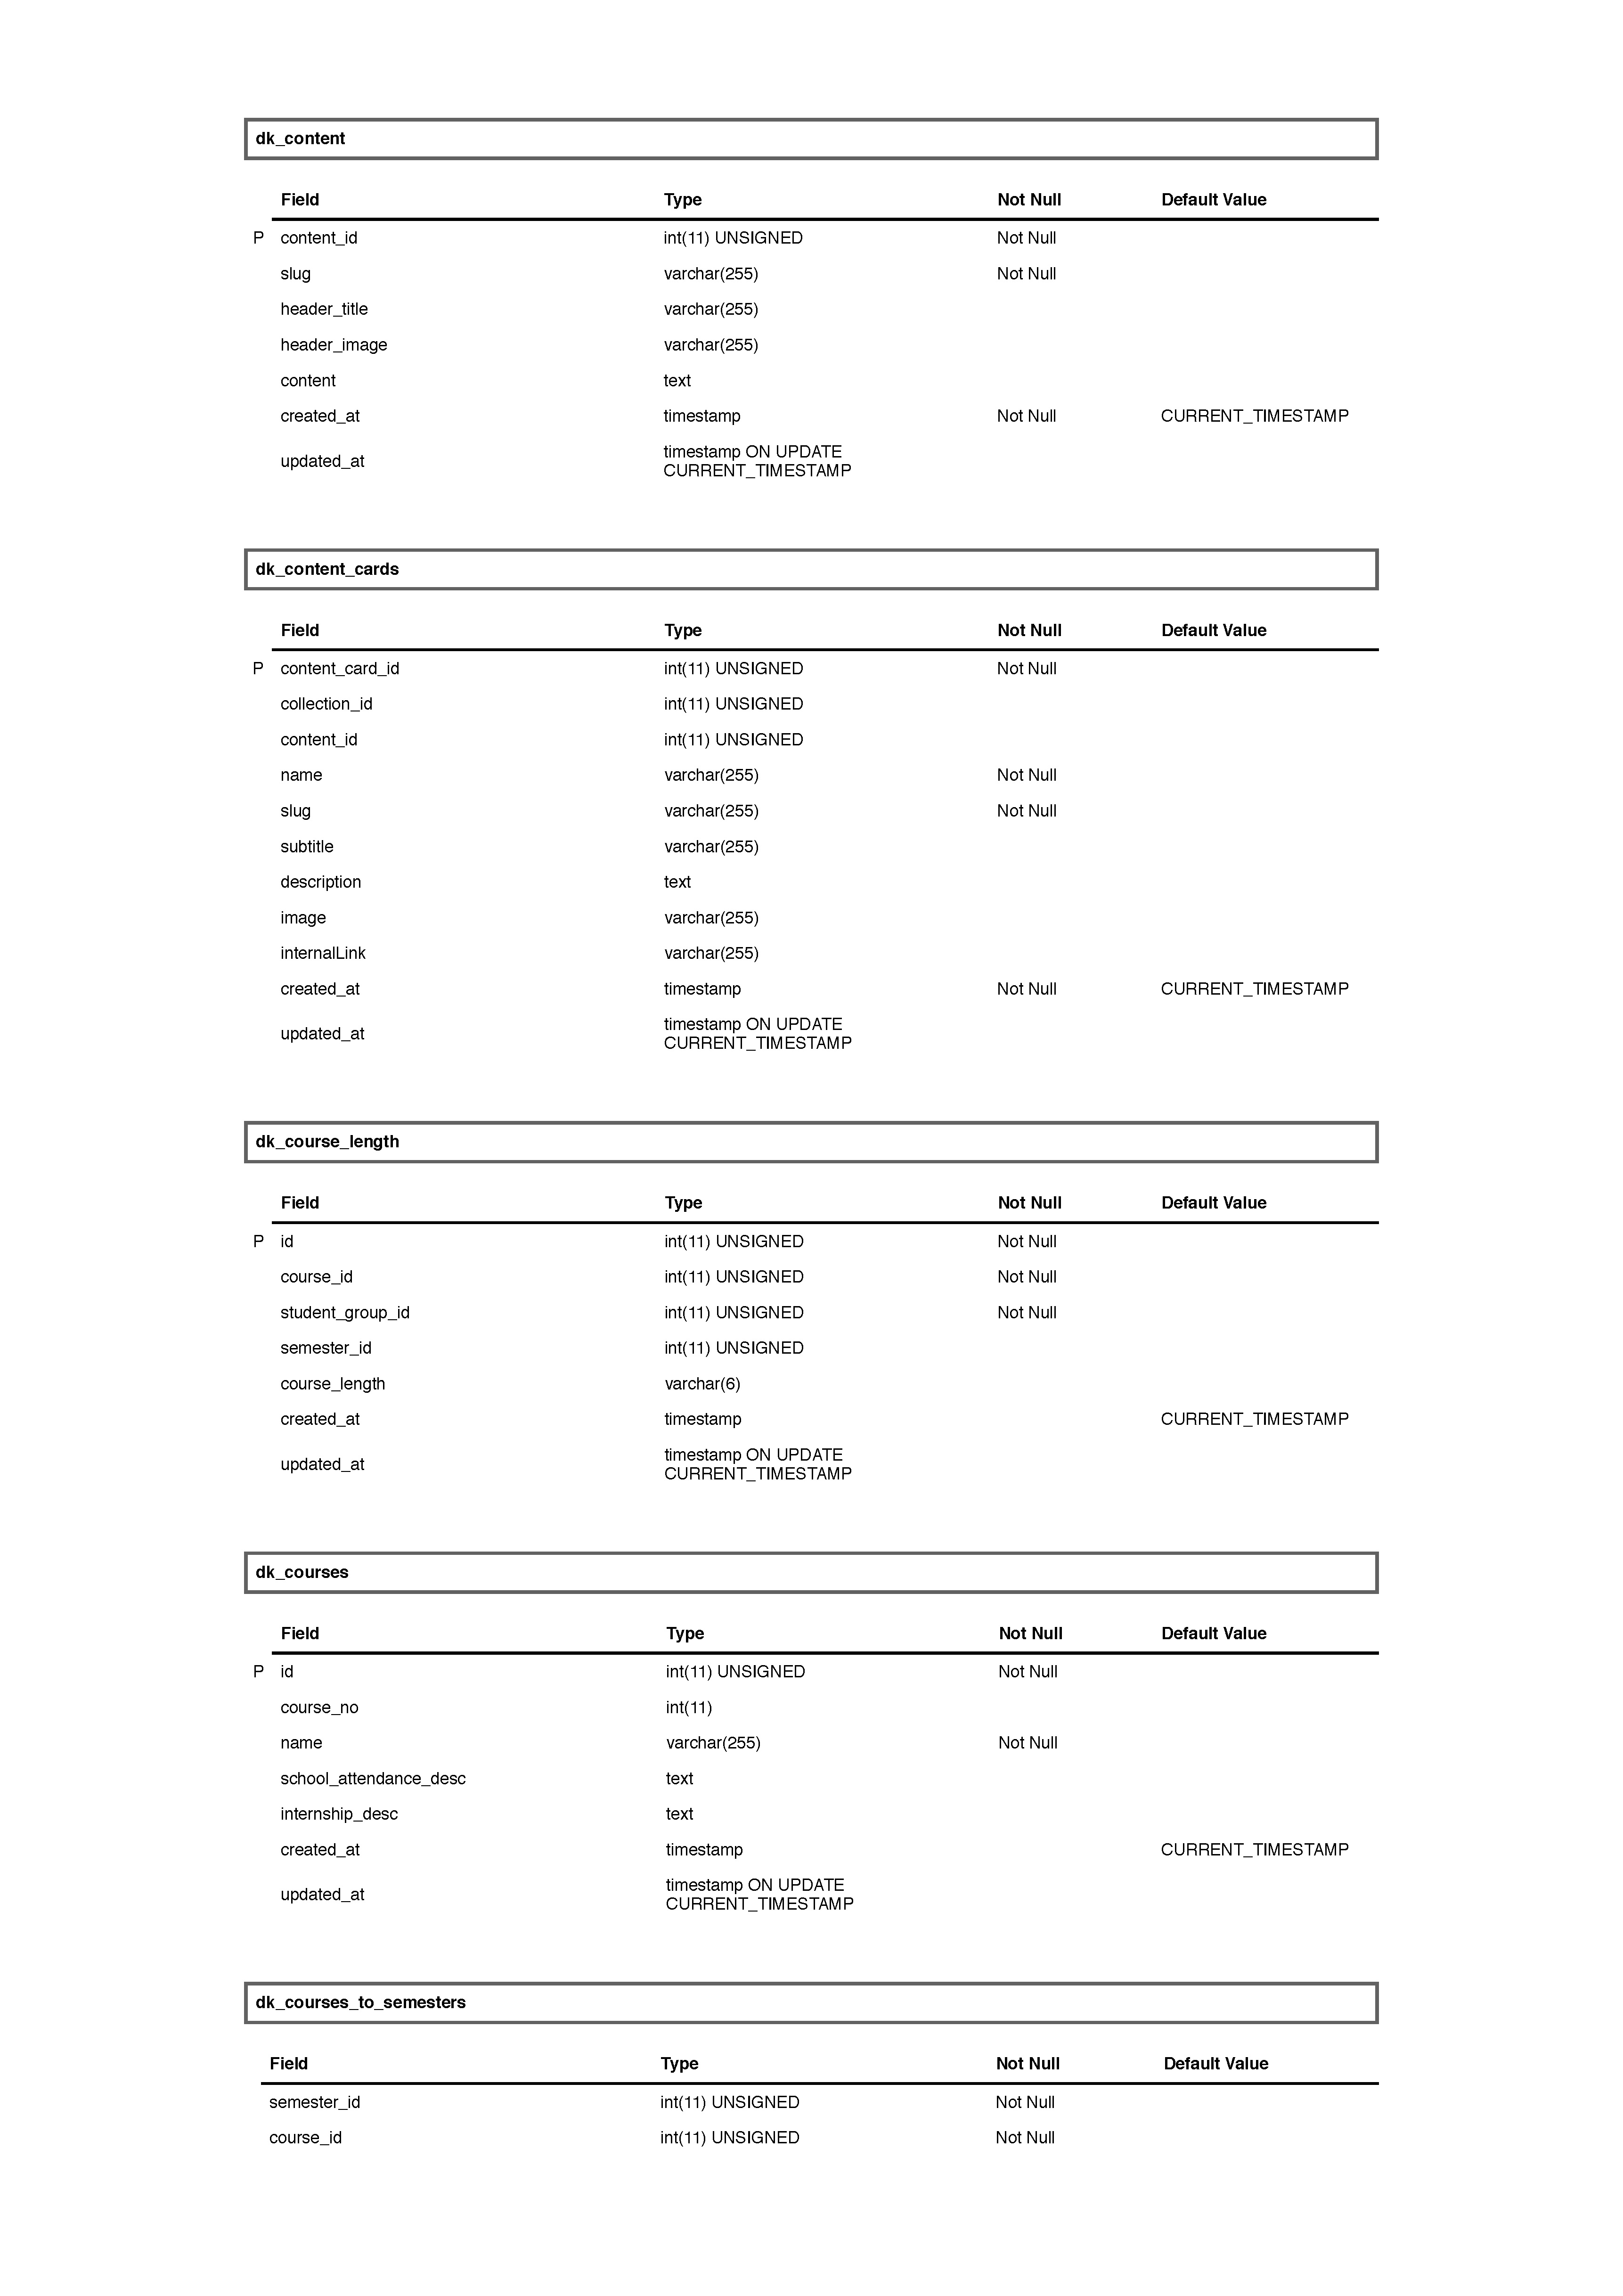 dk_content
Field Type Not Null Default Value
P content_id int(11) UNSIGNED Not Null
slug varchar(255) Not Null
header_title varchar(255)
header_image varchar(255)
content text
created_at timestamp Not Null CURRENT_TIMESTAMP
updated_at timestamp ON UPDATE
CURRENT_TIMESTAMP
dk_content_cards
Field Type Not Null Default Value
P content_card_id int(11) UNSIGNED Not Null
collection_id int(11) UNSIGNED
content_id int(11) UNSIGNED
name varchar(255) Not Null
slug varchar(255) Not Null
subtitle varchar(255)
description text
image varchar(255)
internalLink varchar(255)
created_at timestamp Not Null CURRENT_TIMESTAMP
updated_at timestamp ON UPDATE
CURRENT_TIMESTAMP
dk_course_length
Field Type Not Null Default Value
P id int(11) UNSIGNED Not Null
course_id int(11) UNSIGNED Not Null
student_group_id int(11) UNSIGNED Not Null
semester_id int(11) UNSIGNED
course_length varchar(6)
created_at timestamp CURRENT_TIMESTAMP
updated_at timestamp ON UPDATE
CURRENT_TIMESTAMP
dk_courses
Field Type Not Null Default Value
P id int(11) UNSIGNED Not Null
course_no int(11)
name varchar(255) Not Null
school_attendance_desc text
internship_desc text
created_at timestamp CURRENT_TIMESTAMP
updated_at timestamp ON UPDATE
CURRENT_TIMESTAMP
dk_courses_to_semesters
Field Type Not Null Default Value
semester_id int(11) UNSIGNED Not Null
course_id int(11) UNSIGNED Not Null